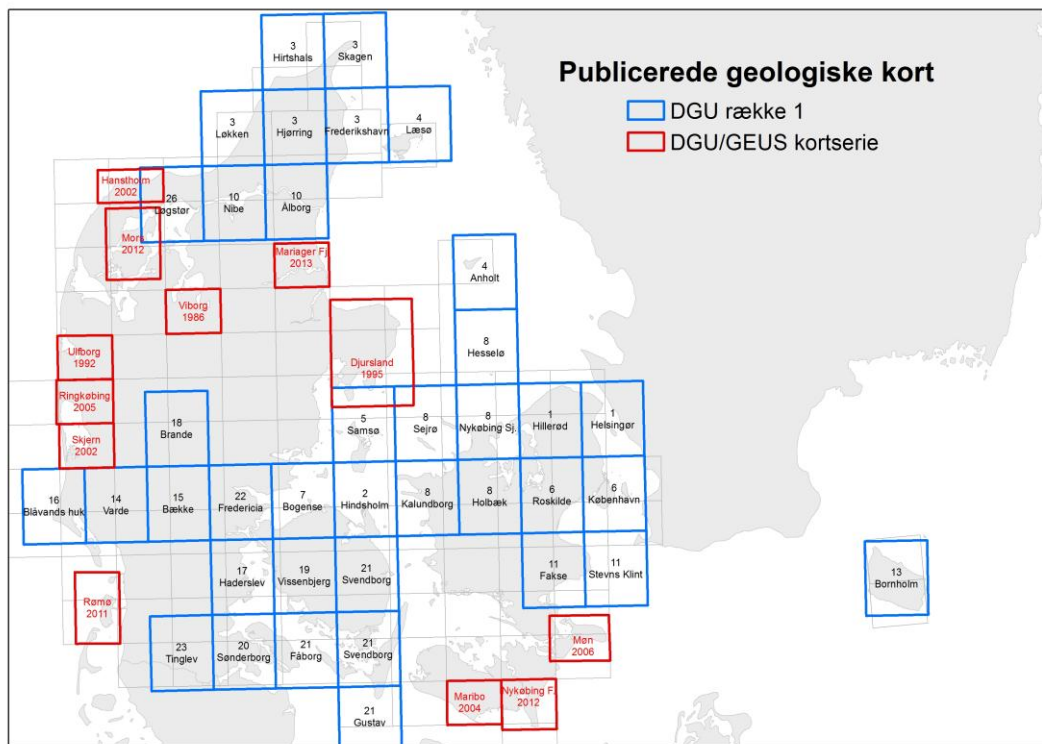 Publicerede geologiske kort
DGU række 1
DGU/GEUS kortserie
3
Hirtshals
3
Skagen
3
Løkken
3
Hjørring
3
Frederikshavn
4
Læsø
Hanstholm
2002
26
Løgstør
10
Nibe
10
Ålborg
Mors
2012
Mariager Fj.
2013
4
Anholt
Viborg
1986
8
Hesselø
Ulfborg
1992
Djursland
1995
Ringkøbing
2005
18
Brande
5
Samsø
8
Sejrø
8
Nykøbing Sj.
1
Hillerød
1
Helsingør
Skjern
2002
16
Blåvands huk
14
Varde
15
Bække
22
Fredericia
7
Bogense
2
Hindsholm
8
Kalundborg
8
Holbæk
6
Roskilde
6
København
17
Haderslev
19
Vissenbjerg
21
Svendborg
11
Fakse
11
Stevns Klint
13
Bornholm
Rømø
2011
23
Tinglev
20
Sønderborg
21
Fåborg
21
Svendborg
Møn
2006
Maribo
2004
Nykøbing F.
2012
21
Gustav